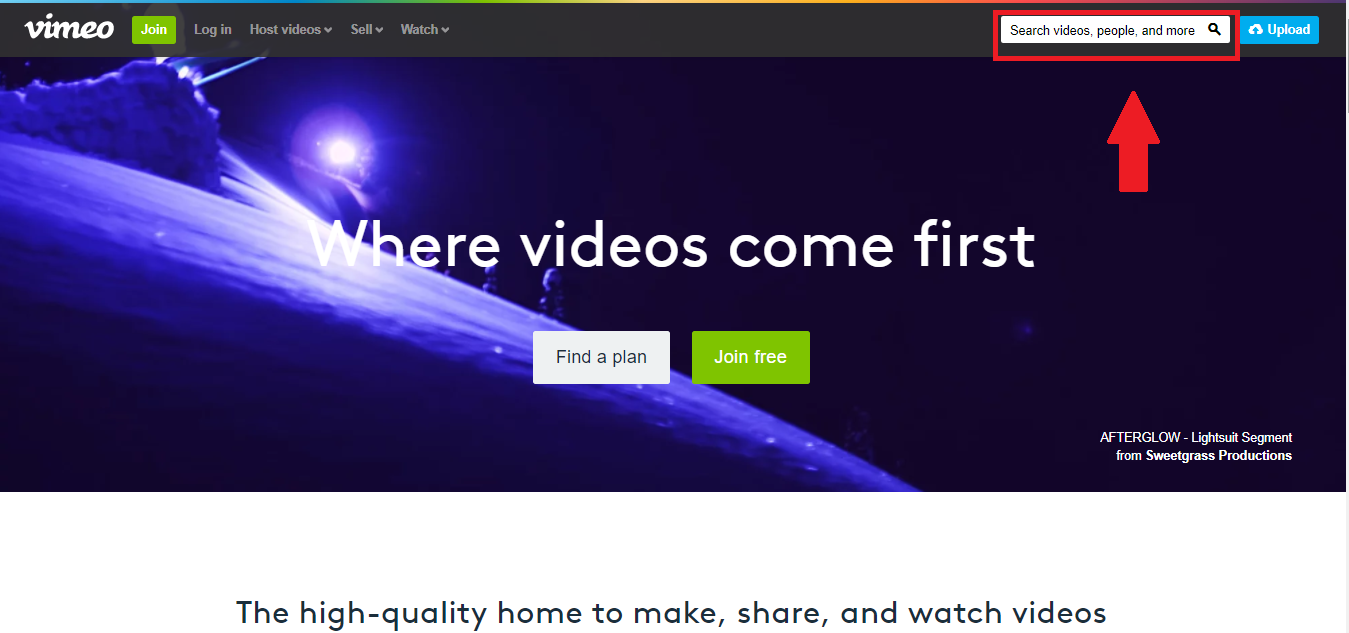 vimeo Join Log in Host videos Sell Watch Search videos, people, and more Upload
Where videos come first
Find a plan Join free
AFTERGLOW - Lightsuit Segment
from Sweetgrass Productions
The high-quality home to make, share, and watch videos